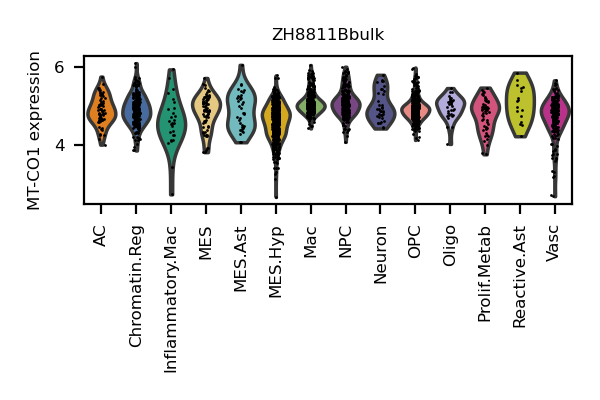 ZH8811Bbulk
MT-CO1 expression
6
4
AC
Chromatin.Reg
Inflammatory.Mac
MES
MES.Ast
MES.Hyp
Mac
NPC
Neuron
OPC
Oligo
Prolif.Metab
Reactive.Ast
Vasc